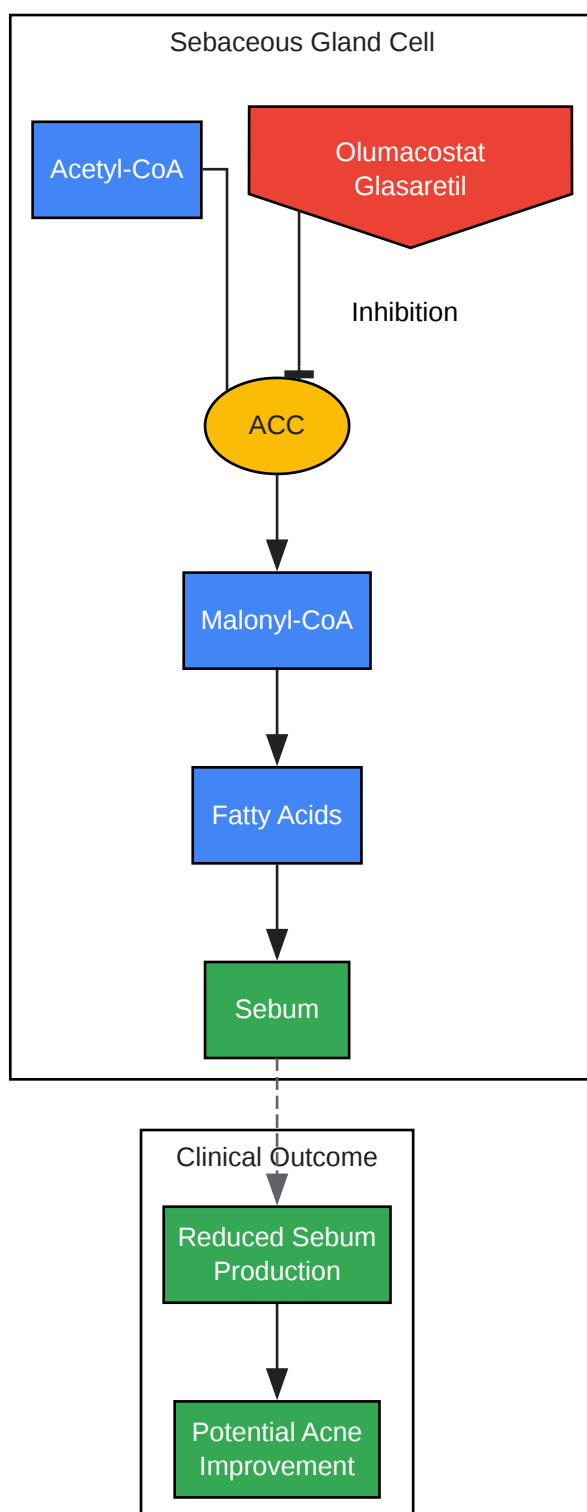 Sebaceous Gland Cell
Acetyl-CoA
Olumacostat
Glasaretil
Inhibition
ACC
Malonyl-CoA
Fatty Acids
Sebum
Clinical Outcome
Reduced Sebum
Production
Potential Acne
Improvement